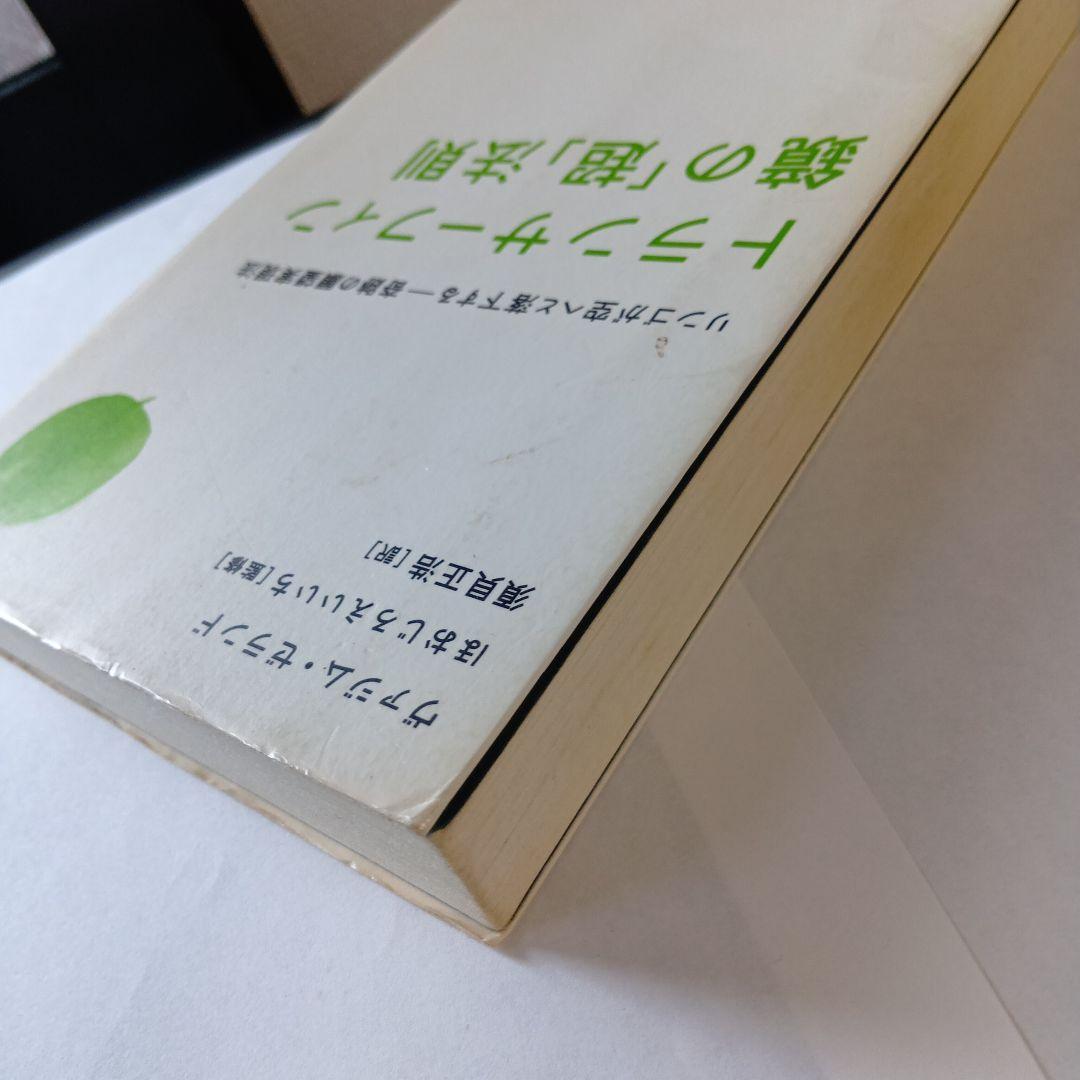 ヴァジム・ゼランド
ほおじろえいいち[監修]
須貝正浩[訳]
リンゴが空へと落下する―奇跡の願望実現法
トランサーフィン
鏡の「超」法則